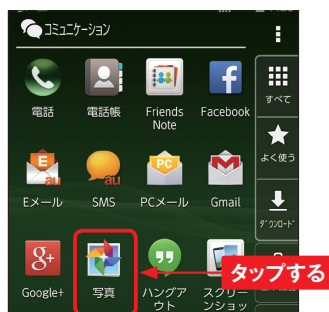 コミュニケーション
すべて
電話
電話帳
Friends
Note
Facebook
よく使う
E
au
au
PC
Eメール
SMS
PCメール
Gmail
ダウンロード
g+
タップする
Google+
写真
ハングア
ウト
スクリー
ンショッ